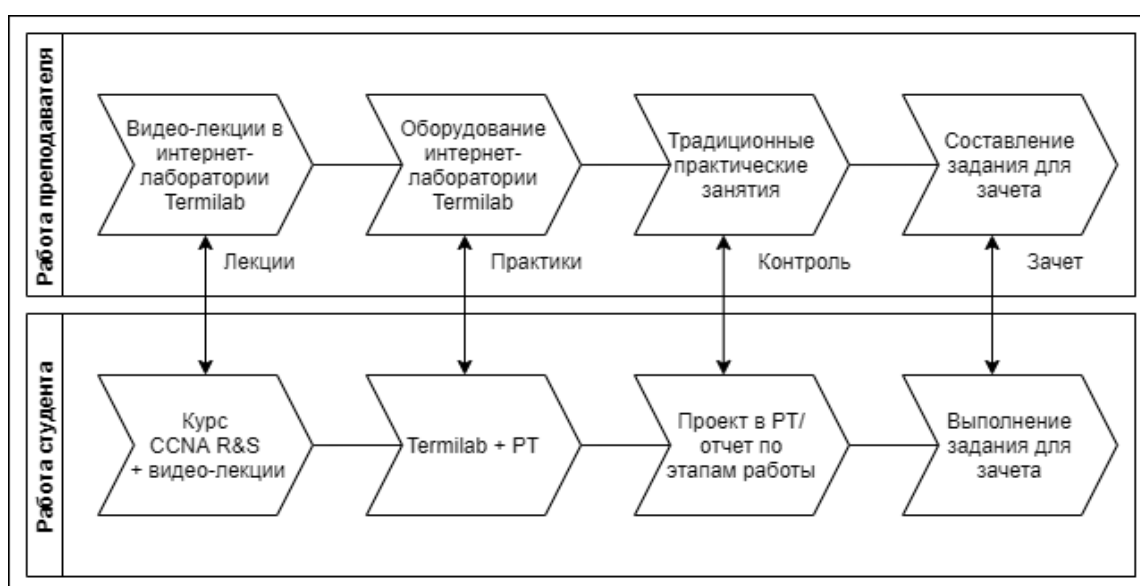 Работа преподавателя
Видео-лекции в
интернет-
лаборатории
Termilab
Оборудование
интернет-
лаборатории
Termilab
Традиционные
практические
занятия
Составление
задания для
зачета
Лекции
Практики
Контроль
Зачет
Работа студента
Курс
CCNA R&S
+ видео-лекции
Termilab + PT
Проект в PT/
отчет по
этапам работы
Выполнение
задания для
зачета